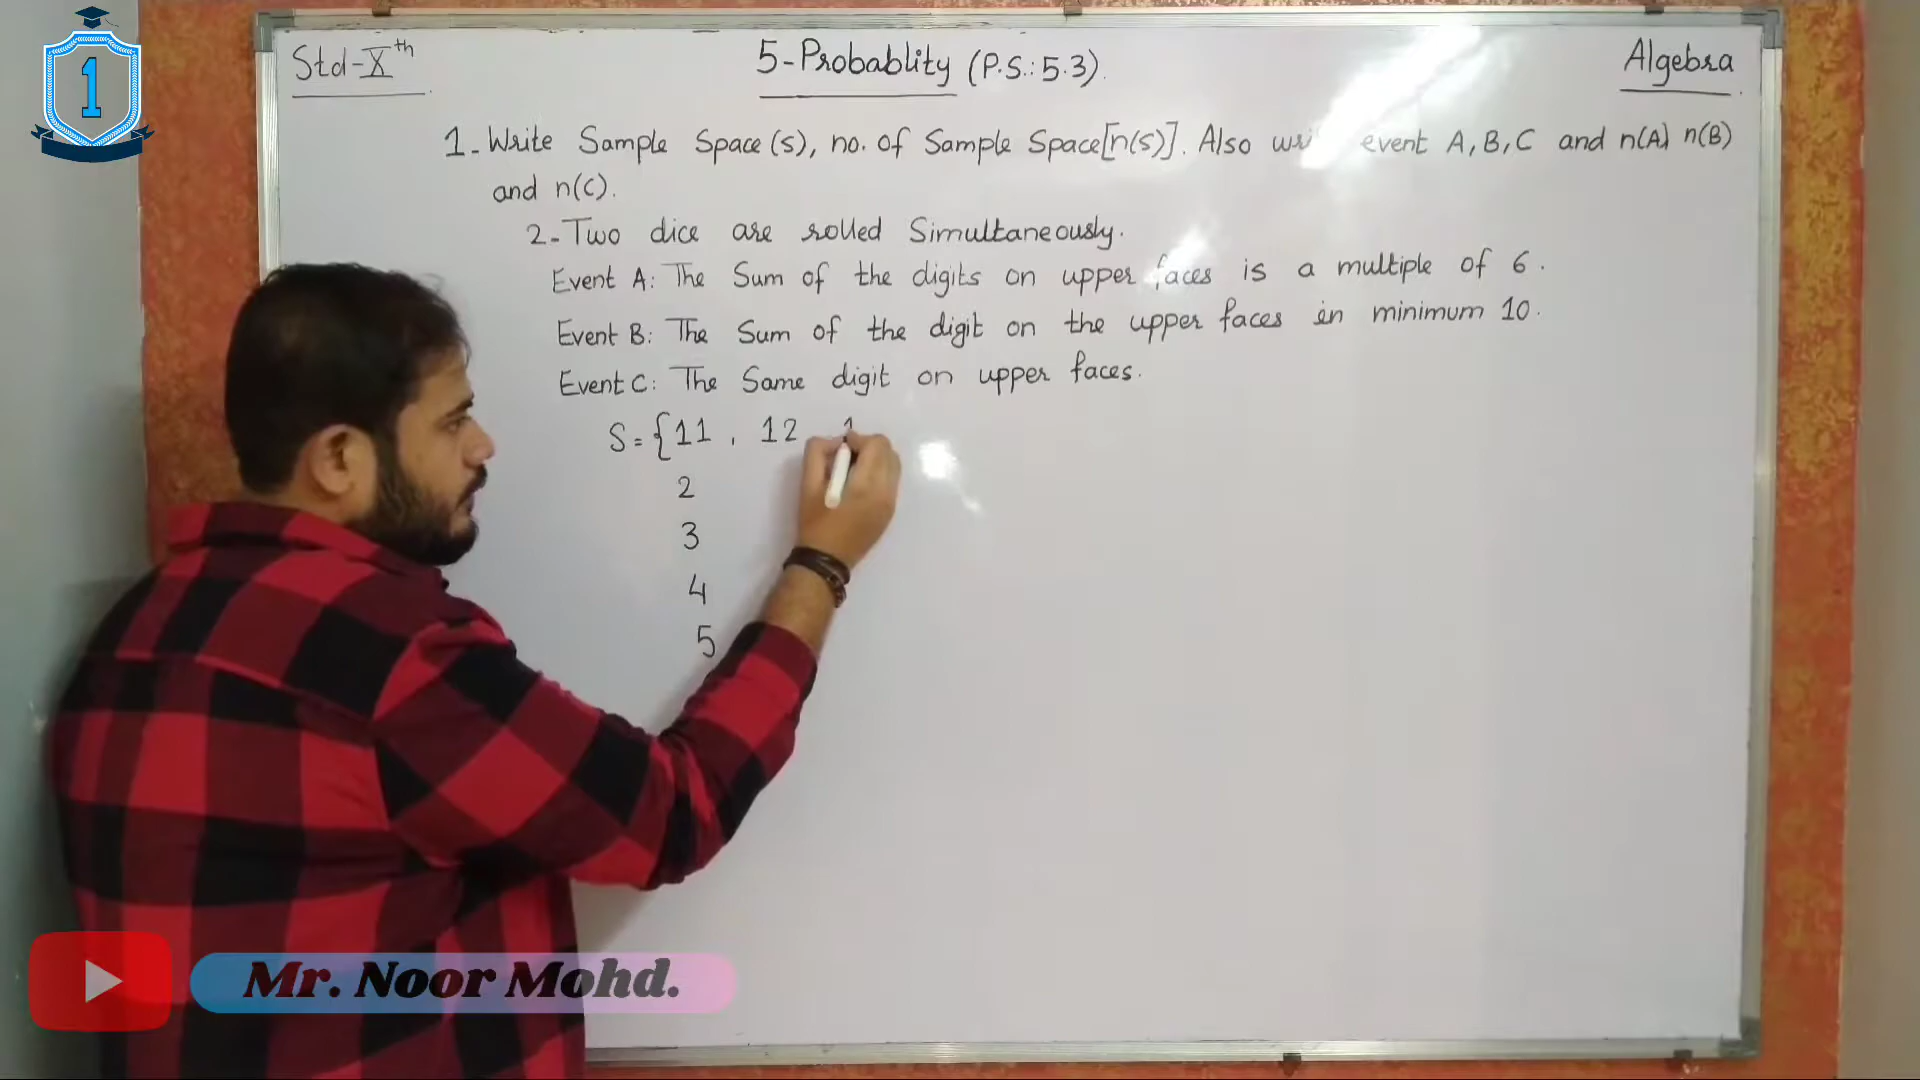 1
Std-Xth
5-Probablity (P.S.: 5.3).
Algebra
1- Write Sample Space (s), no. of Sample Space [n(s)]. Also event A, B, C and n(A) n(B)
and n(C).
2-Two dice are rolled Simultaneously.
Event A: The Sum of the digits on upper faces is a multiple of 6.
Event B: The Sum of the digit on the upper faces in minimum 10.
Event C: The Same digit on upper faces.
S = {11, 12 1
2
3
4
5
Mr. Noor Mohd.